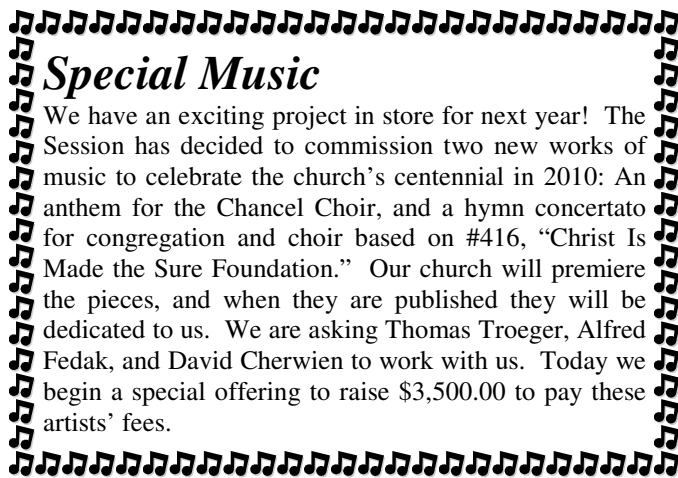 Special Music
We have an exciting project in store for next year!  The
Session has decided to commission two new works of
music to celebrate the church’s centennial in 2010: An
anthem for the Chancel Choir, and a hymn concertato
for congregation and choir based on #416, “Christ Is
Made the Sure Foundation.”  Our church will premiere
the pieces, and when they are published they will be
dedicated to us.  We are asking Thomas Troeger, Alfred
Fedak, and David Cherwien to work with us.  Today we
begin a special offering to raise $3,500.00 to pay these
artists’ fees.